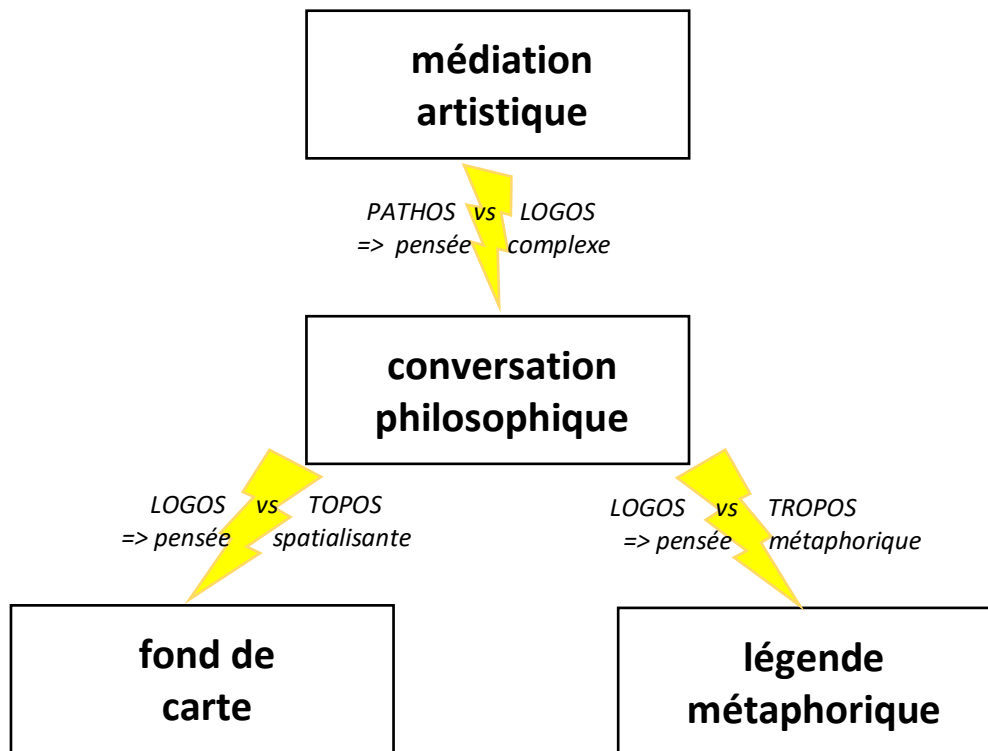 médiation
artistique
PATHOS vs LOGOS
=> pensée complexe
conversation
philosophique
LOGOS vs TOPOS
=> pensée spatialisante
LOGOS vs TROPOS
=> pensée métaphorique
fond de
carte
légende
métaphorique